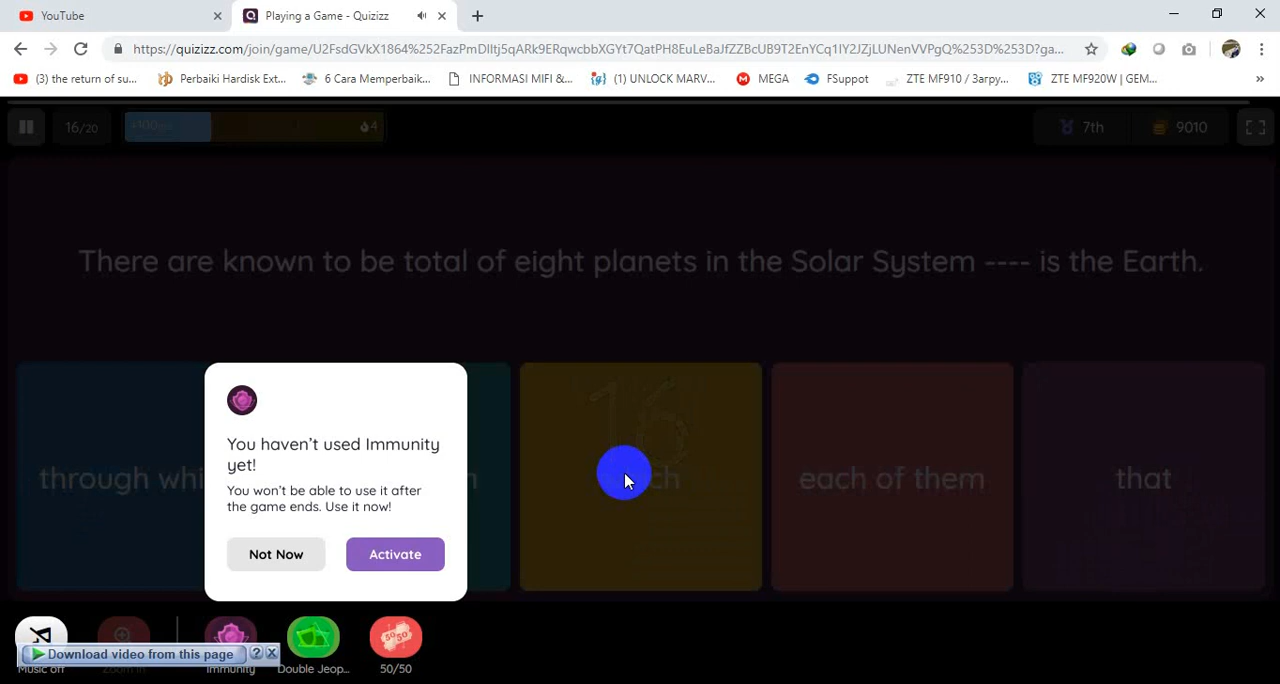 YouTube
Playing a Game - Quizizz
https://quizizz.com/join/game/U2FsdGVkX1864%252FazPmDlItj5qARk9ERqwcbbXGYt7QatPH8EuLeBaJfZZBcUB9T2EnYCq1IY2JZjLUNenVVPgQ%253D%253D?ga...
(3) the return of su...
Perbaiki Hardisk Ext...
6 Cara Memperbaik...
INFORMASI MIFI &...
(1) UNLOCK MARV...
MEGA
FSuppot
ZTE MF910 / 3arpy...
ZTE MF920W | GEM...
16/20
4
7th
9010
There are known to be total of eight planets in the Solar System ---- is the Earth.
through whi
each of them
that
You haven't used Immunity
yet!
You won't be able to use it after
the game ends. Use it now!
Not Now
Activate
Download video from this page
Music off
Zoom in
Immunity
Double Jeop...
50/50